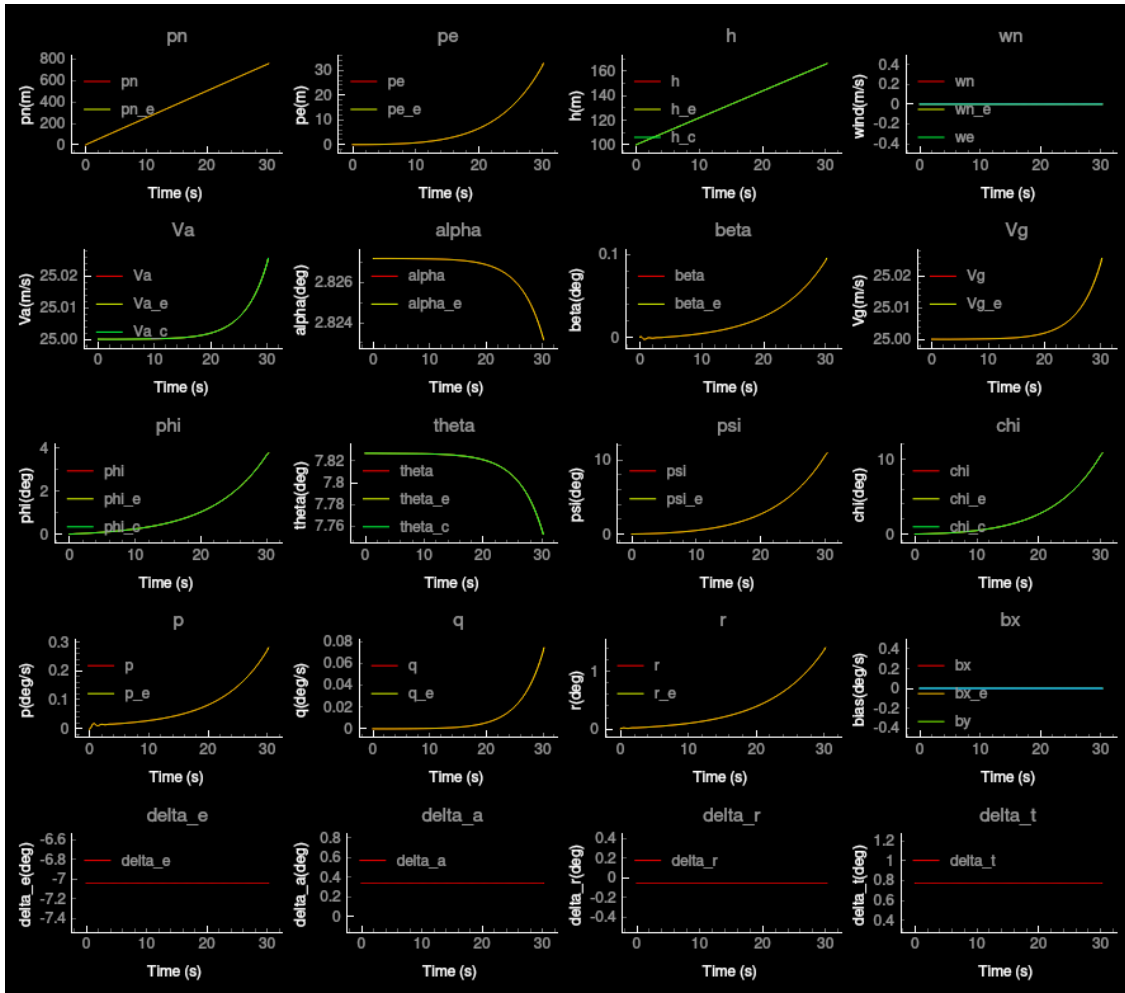 pn
pn(m)
800
600
400
200
0
pn
pn_e
0 10 20 30
Time (s)
pe
pe(m)
30
20
10
0
pe
pe_e
0 10 20 30
Time (s)
h
h(m)
160
140
120
100
h
h_e
h_c
0 10 20 30
Time (s)
wn
wind(m/s)
0.4
0.2
0
-0.2
-0.4
wn
wn_e
we
0 10 20 30
Time (s)
Va
Va(m/s)
25.02
25.01
25.00
Va
Va_e
Va_c
0 10 20 30
Time (s)
alpha
alpha(deg)
2.826
2.824
alpha
alpha_e
0 10 20 30
Time (s)
beta
beta(deg)
0.1
0
beta
beta_e
0 10 20 30
Time (s)
Vg
Vg(m/s)
25.02
25.01
25.00
Vg
Vg_e
0 10 20 30
Time (s)
phi
phi(deg)
4
2
0
phi
phi_e
phi_c
0 10 20 30
Time (s)
theta
theta(deg)
7.82
7.8
7.78
7.76
theta
theta_e
theta_c
0 10 20 30
Time (s)
psi
psi(deg)
10
0
psi
psi_e
0 10 20 30
Time (s)
chi
chi(deg)
10
0
chi
chi_e
chi_c
0 10 20 30
Time (s)
p
p(deg/s)
0.3
0.2
0.1
0
p
p_e
0 10 20 30
Time (s)
q
q(deg/s)
0.08
0.06
0.04
0.02
0
q
q_e
0 10 20 30
Time (s)
r
r(deg)
1
0
r
r_e
0 10 20 30
Time (s)
bx
bias(deg/s)
0.4
0.2
0
-0.2
-0.4
bx
bx_e
by
0 10 20 30
Time (s)
delta_e
delta_e(deg)
-6.6
-6.8
-7
-7.2
-7.4
delta_e
0 10 20 30
Time (s)
delta_a
delta_a(deg)
0.8
0.6
0.4
0.2
0
delta_a
0 10 20 30
Time (s)
delta_r
delta_r(deg)
0.4
0.2
0
-0.2
-0.4
delta_r
0 10 20 30
Time (s)
delta_t
delta_t(deg)
1.2
1
0.8
0.6
0.4
delta_t
0 10 20 30
Time (s)